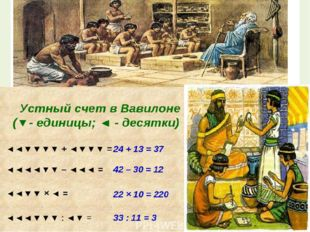 Устный счет в Вавилоне
(▼- единицы; ◄ - десятки)
◄◄▼▼▼▼ + ◄▼▼▼ = 24 + 13 = 37
◄◄◄◄▼▼ – ◄◄◄ = 42 – 30 = 12
◄◄▼▼ × ◄ = 22 × 10 = 220
◄◄◄▼▼▼ : ◄▼ = 33 : 11 = 3